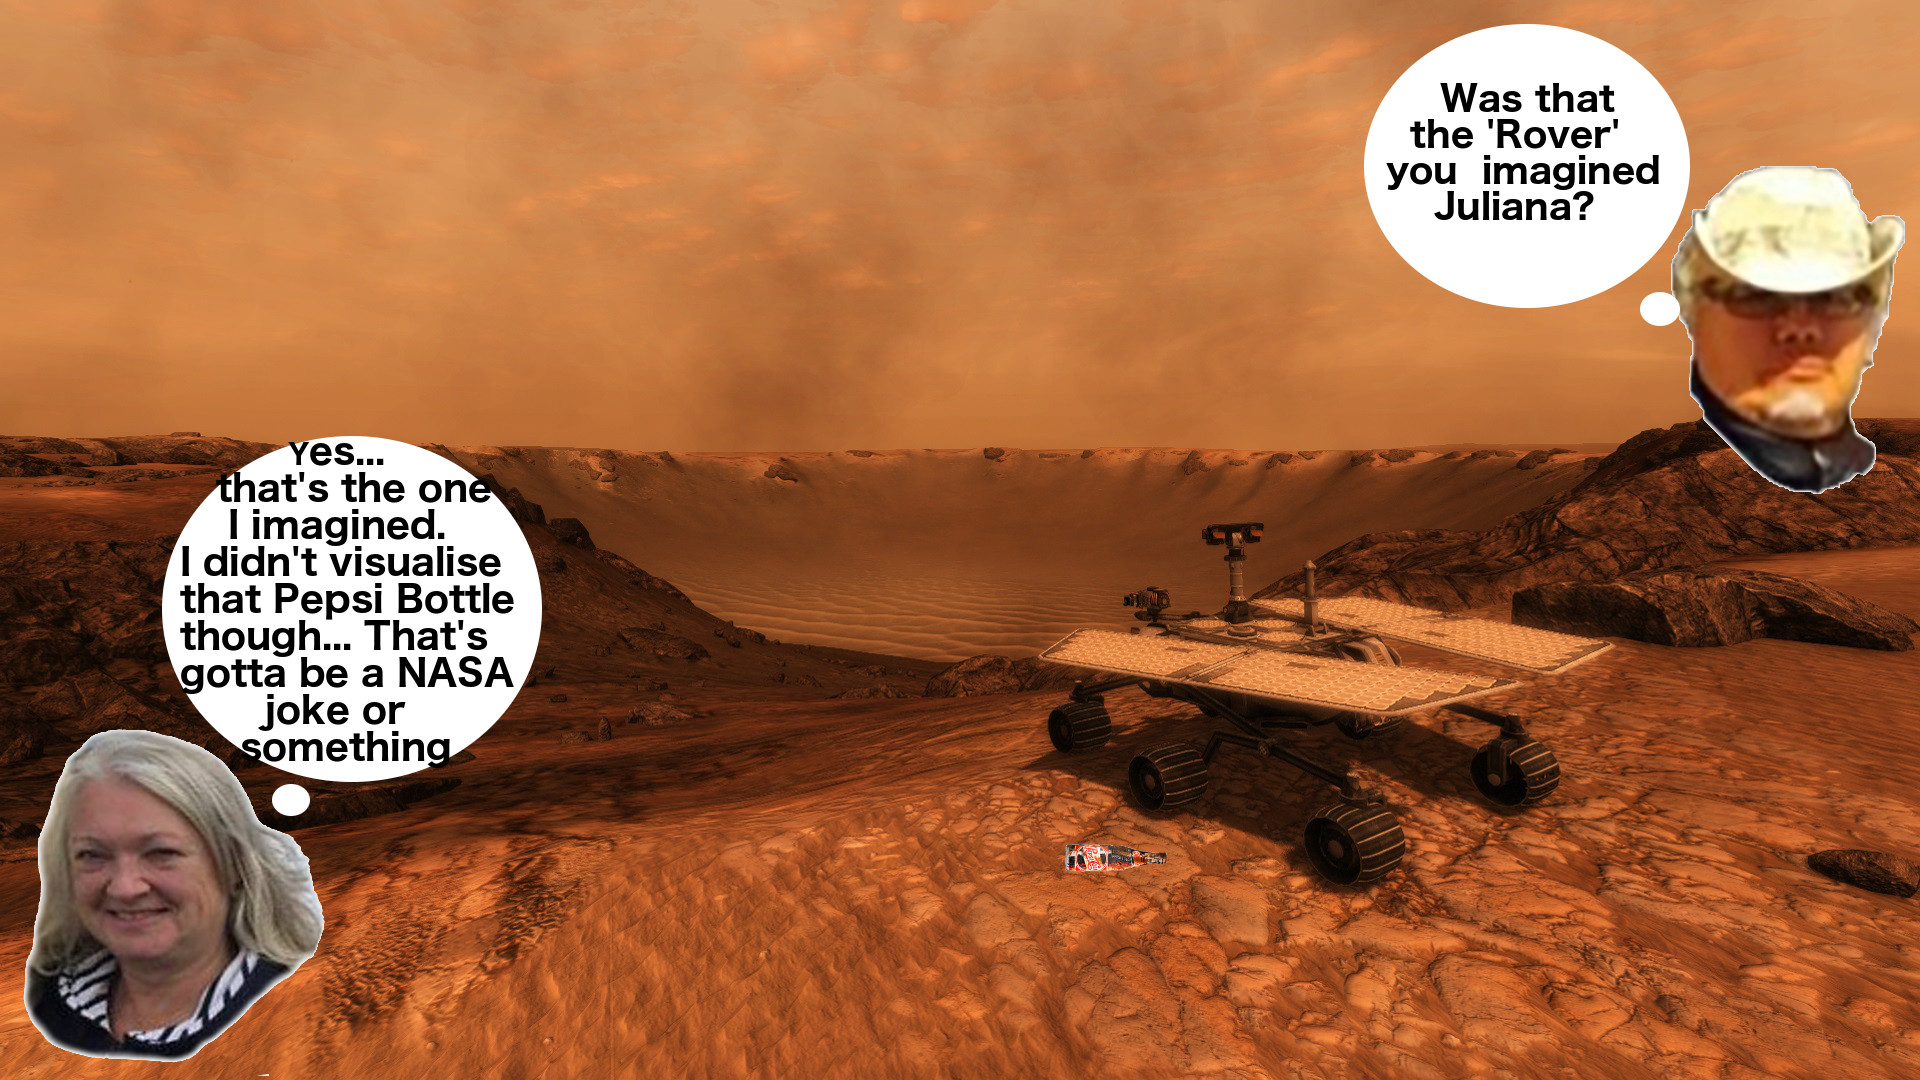 Was that
the 'Rover'
you imagined
Juliana?
Yes...
that's the one
I imagined.
I didn't visualise
that Pepsi Bottle
though... That's
gotta be a NASA
joke or
something